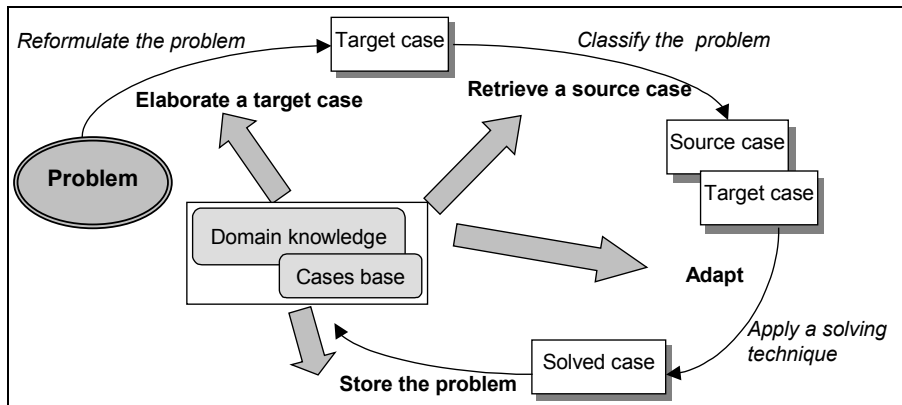 Reformulate the problem
Target case
Classify the  problem
Elaborate a target case
Retrieve a source case
Problem
Source case
Target case
Domain knowledge
Cases base
Adapt
Apply a solving
technique
Solved case
Store the problem